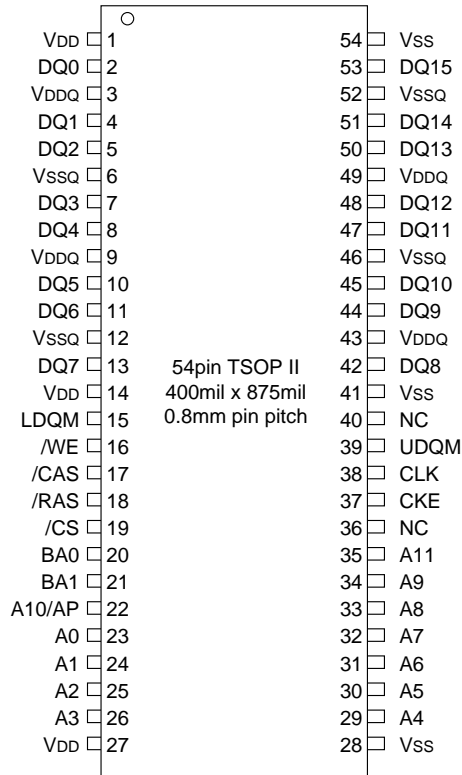 VDD 1 54 VSS
DQ0 2 53 DQ15
VDDQ 3 52 VSSQ
DQ1 4 51 DQ14
DQ2 5 50 DQ13
VSSQ 6 49 VDDQ
DQ3 7 48 DQ12
DQ4 8 47 DQ11
VDDQ 9 46 VSSQ
DQ5 10 45 DQ10
DQ6 11 44 DQ9
VSSQ 12 43 VDDQ
DQ7 13 54pin TSOP II 42 DQ8
VDD 14 400mil x 875mil 41 VSS
LDQM 15 0.8mm pin pitch 40 NC
/WE 16 39 UDQM
/CAS 17 38 CLK
/RAS 18 37 CKE
/CS 19 36 NC
BA0 20 35 A11
BA1 21 34 A9
A10/AP 22 33 A8
A0 23 32 A7
A1 24 31 A6
A2 25 30 A5
A3 26 29 A4
VDD 27 28 VSS